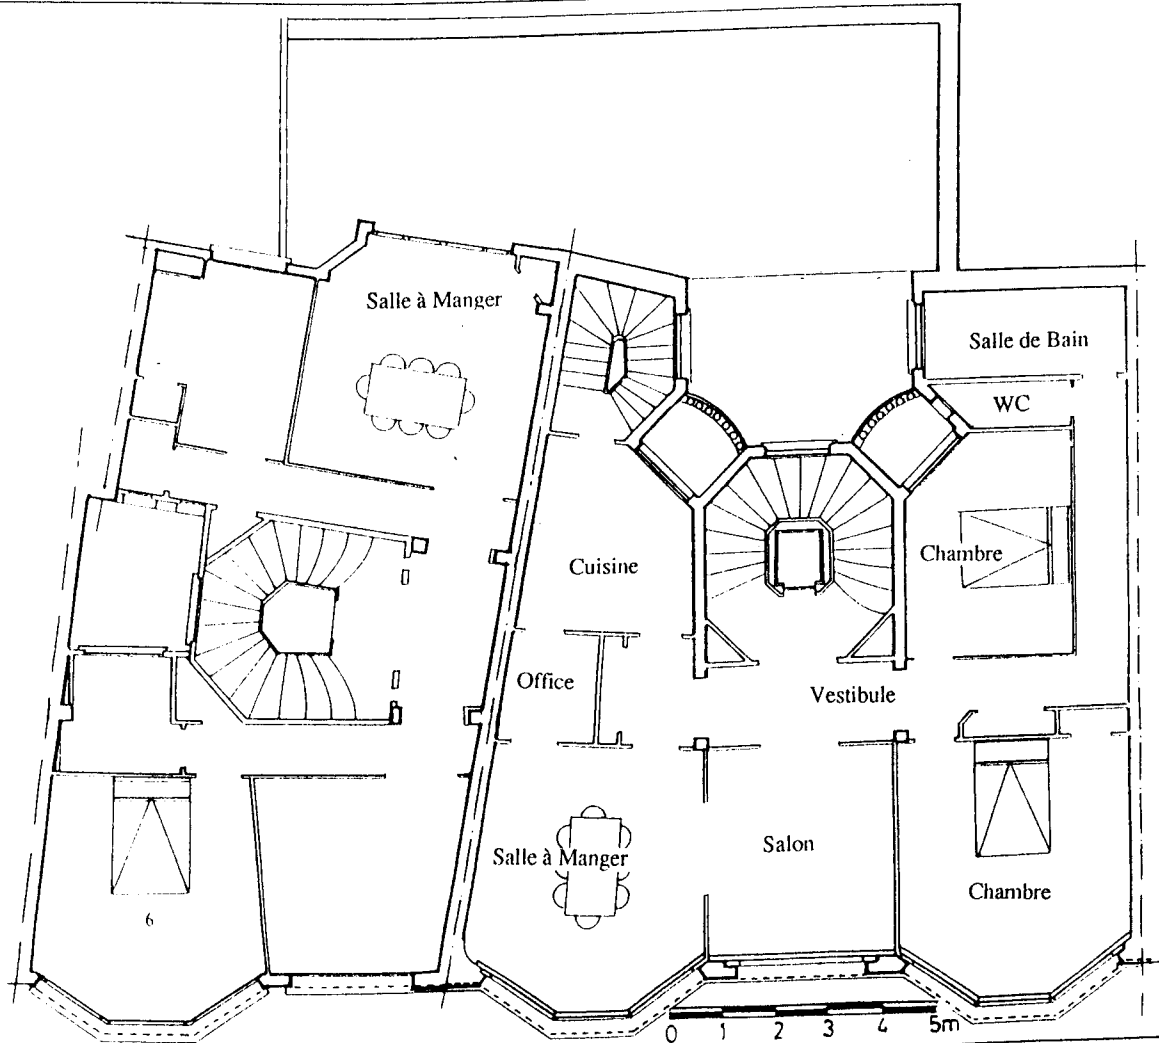 Salle à Manger
Salle de Bain
WC
Chambre
Cuisine
Office
Vestibule
Salle à Manger
Salon
Chambre
6
0 1 2 3 4 5m